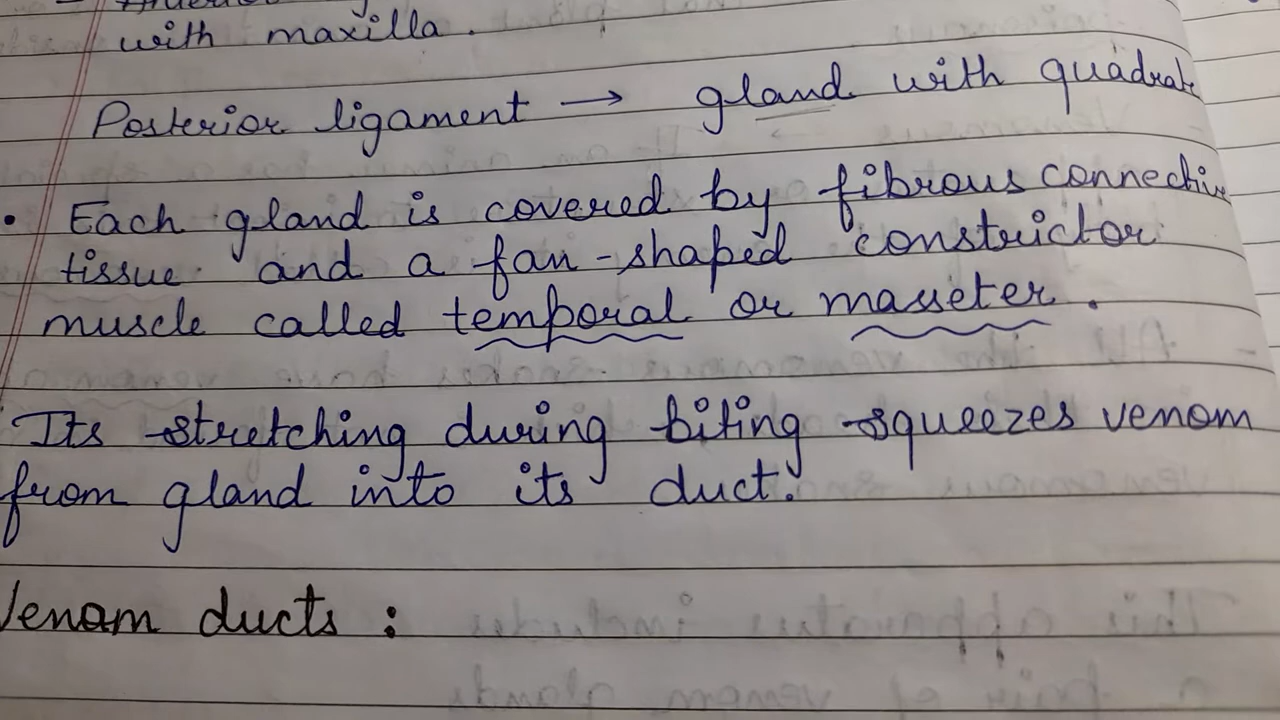 with maxilla.
Posterior ligament → gland with quadrate
• Each gland is covered by fibrous connective
tissue and a fan-shaped constrictor
muscle called temporal or masseter.
Its stretching during biting squeezes venom
from gland into its duct.
Venom ducts :